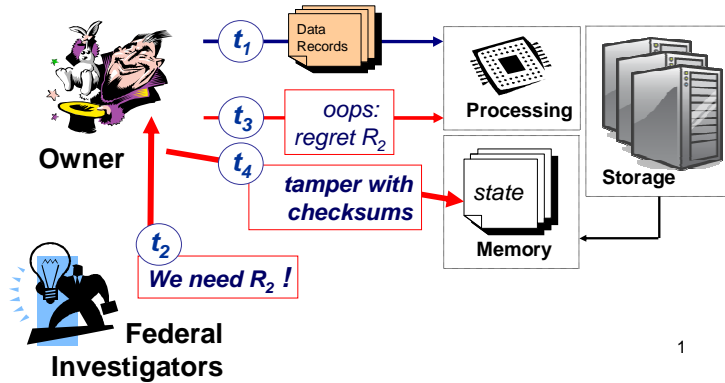 t1
Data
Records
Processing
t3
oops:
regret R2
Owner
t4
tamper with
checksums
state
Memory
Storage
t2
We need R2 !
Federal
Investigators
1